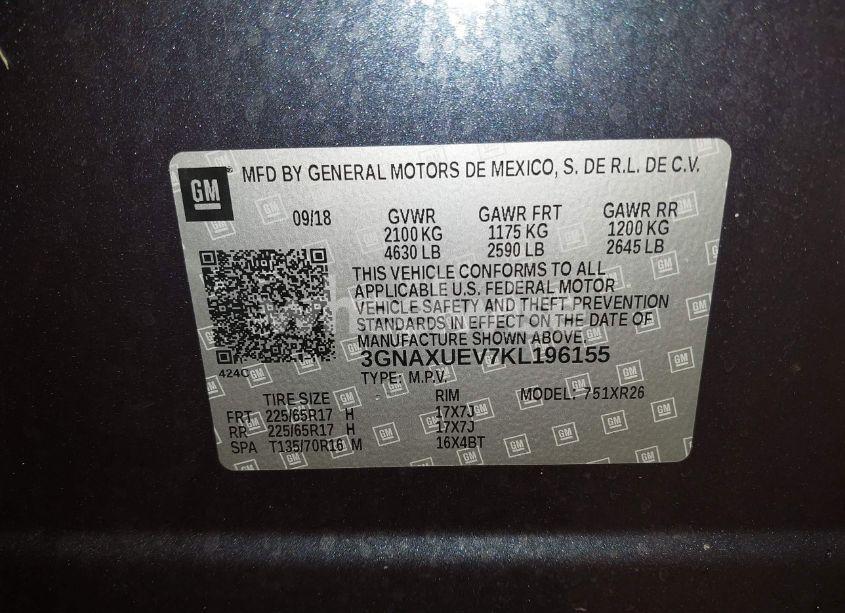 GM MFD BY GENERAL MOTORS DE MEXICO, S. DE R.L. DE C.V.
09/18 GVWR GAWR FRT GAWR RR
2100 KG 1175 KG 1200 KG
4630 LB 2590 LB 2645 LB
THIS VEHICLE CONFORMS TO ALL
APPLICABLE U.S. FEDERAL MOTOR
VEHICLE SAFETY AND THEFT PREVENTION
STANDARDS IN EFFECT ON THE DATE OF
MANUFACTURE SHOWN ABOVE.
3GNAXUEV7KL196155
424C TYPE: M.P.V.
TIRE SIZE RIM MODEL: 751XR26
FRT 225/65R17 H 17X7J
RR 225/65R17 H 17X7J
SPA T135/70R16 M 16X4BT